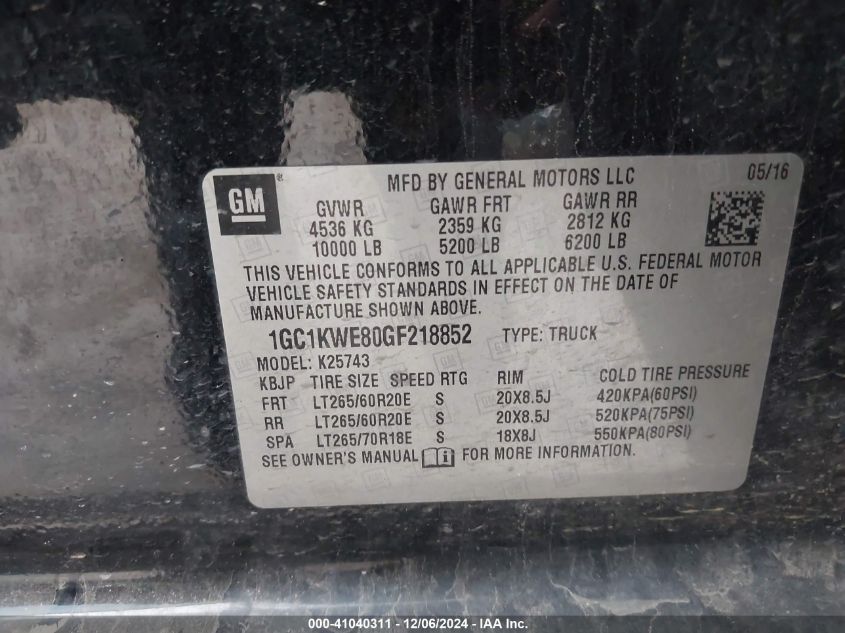 GM® MFD BY GENERAL MOTORS LLC 05/16
GVWR GAWR FRT GAWR RR
4536 KG 2359 KG 2812 KG
10000 LB 5200 LB 6200 LB
THIS VEHICLE CONFORMS TO ALL APPLICABLE U.S. FEDERAL MOTOR
VEHICLE SAFETY STANDARDS IN EFFECT ON THE DATE OF
MANUFACTURE SHOWN ABOVE.
1GC1KWE80GF218852 TYPE: TRUCK
MODEL: K25743
KBJP TIRE SIZE SPEED RTG RIM COLD TIRE PRESSURE
FRT LT265/60R20E S 20X8.5J 420KPA(60PSI)
RR LT265/60R20E S 20X8.5J 520KPA(75PSI)
SPA LT265/70R18E S 18X8J 550KPA(80PSI)
SEE OWNER'S MANUAL FOR MORE INFORMATION.
000-41040311 - 12/06/2024 - IAA Inc.